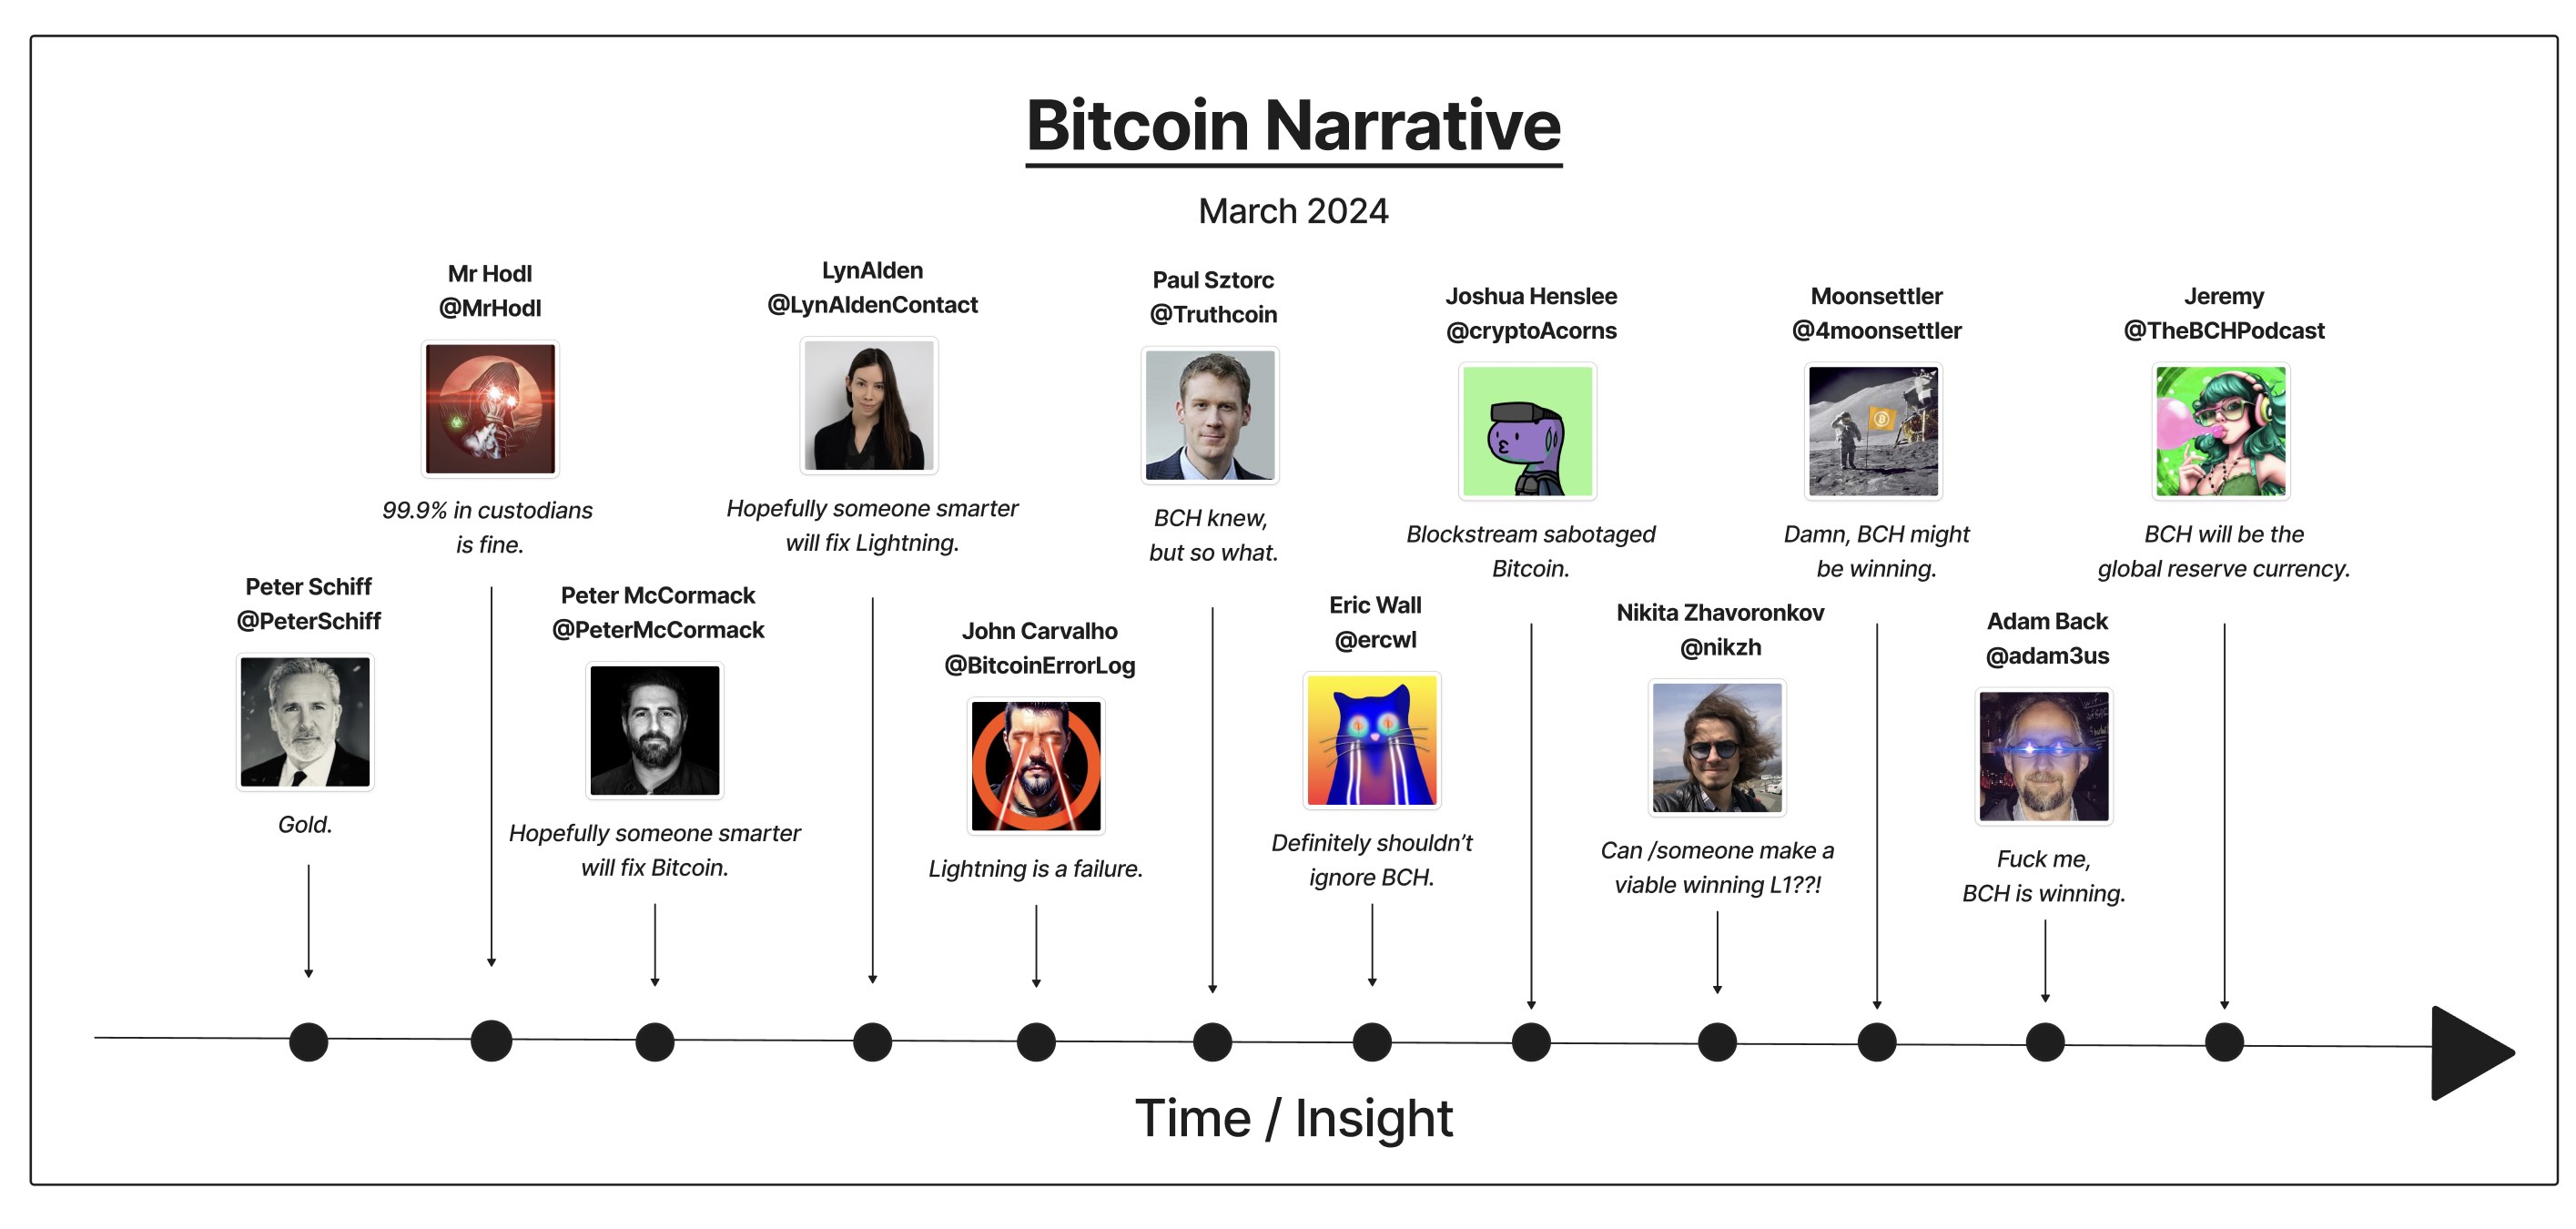 Bitcoin Narrative
March 2024
Peter Schiff
@PeterSchiff
Gold.
Mr Hodl
@MrHodl
99.9% in custodians
is fine.
Peter McCormack
@PeterMcCormack
Hopefully someone smarter
will fix Bitcoin.
LynAlden
@LynAldenContact
Hopefully someone smarter
will fix Lightning.
John Carvalho
@BitcoinErrorLog
Lightning is a failure.
Paul Sztorc
@Truthcoin
BCH knew,
but so what.
Eric Wall
@ercwl
Definitely shouldn’t
ignore BCH.
Joshua Henslee
@cryptoAcorns
Blockstream sabotaged
Bitcoin.
Nikita Zhavoronkov
@nikzh
Can /someone make a
viable winning L1??!
Moonsettler
@4moonsettler
Damn, BCH might
be winning.
Adam Back
@adam3us
Fuck me,
BCH is winning.
Jeremy
@TheBCHPodcast
BCH will be the
global reserve currency.
Time / Insight